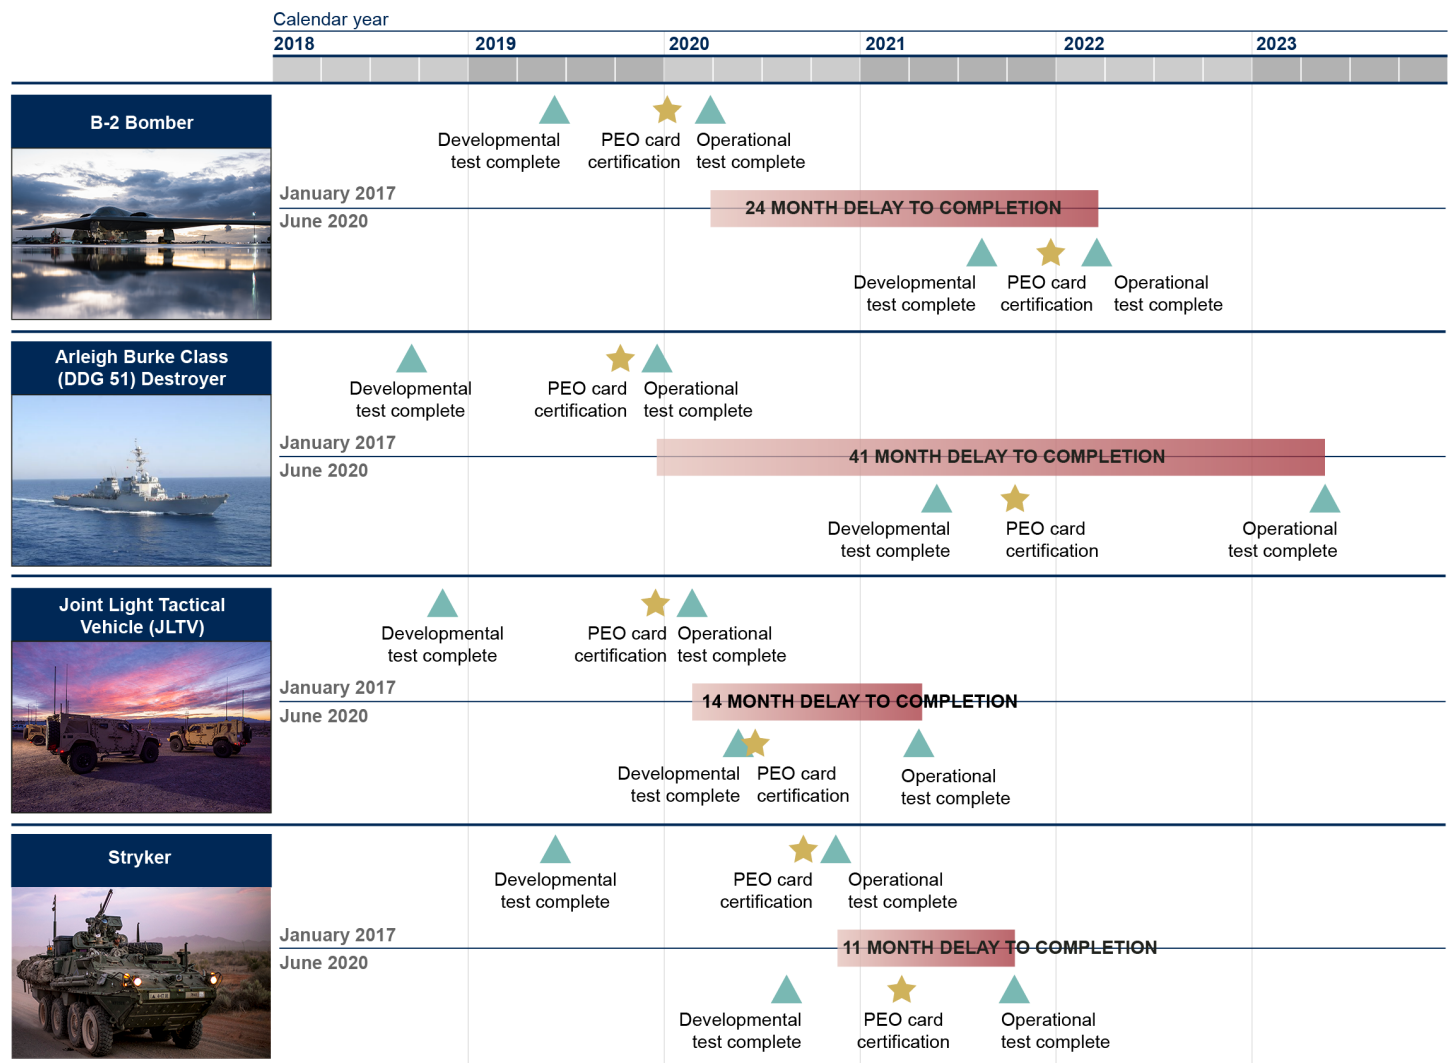 Calendar year
2018 2019 2020 2021 2022 2023
B-2 Bomber
Developmental
test complete
PEO card
certification
Operational
test complete
January 2017
24 MONTH DELAY TO COMPLETION
June 2020
Developmental
test complete
PEO card
certification
Operational
test complete
Arleigh Burke Class
(DDG 51) Destroyer
Developmental
test complete
PEO card
certification
Operational
test complete
January 2017
41 MONTH DELAY TO COMPLETION
June 2020
Developmental
test complete
PEO card
certification
Operational
test complete
Joint Light Tactical
Vehicle (JLTV)
Developmental
test complete
PEO card
certification
Operational
test complete
January 2017
14 MONTH DELAY TO COMPLETION
June 2020
Developmental
test complete
PEO card
certification
Operational
test complete
Stryker
Developmental
test complete
PEO card
certification
Operational
test complete
January 2017
11 MONTH DELAY TO COMPLETION
June 2020
Developmental
test complete
PEO card
certification
Operational
test complete